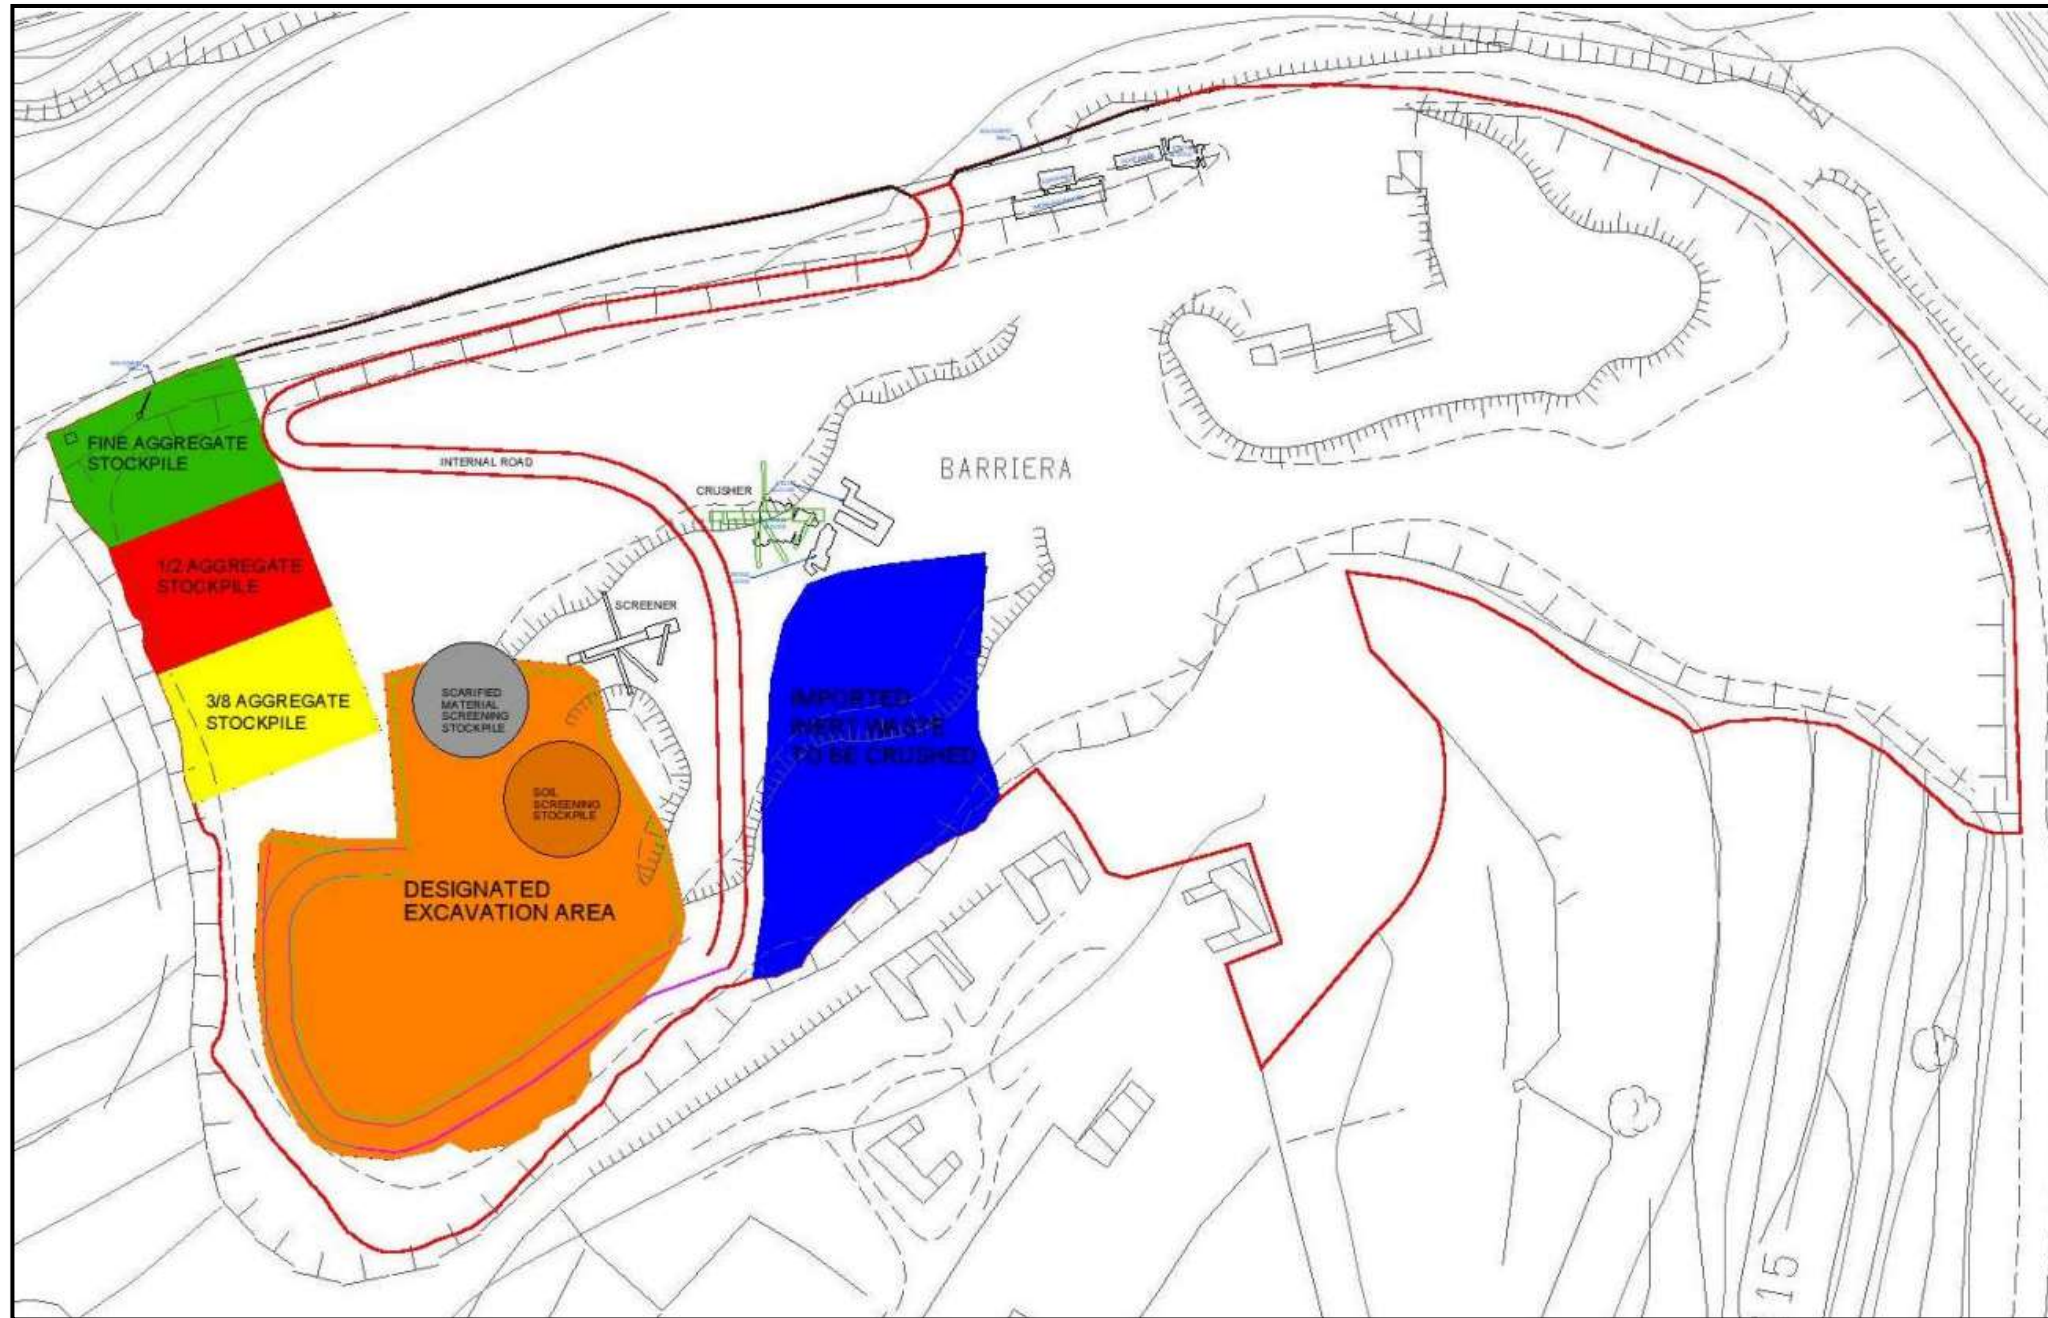 FINE AGGREGATE
STOCKPILE
INTERNAL ROAD
BARRIERA
CRUSHER
1/2 AGGREGATE
STOCKPILE
SCREENER
3/8 AGGREGATE
STOCKPILE
SCARIFIED
MATERIAL
SCREENING
STOCKPILE
IMPORTED
INERT WASTE
TO BE CRUSHED
SOIL
SCREENING
STOCKPILE
DESIGNATED
EXCAVATION AREA
15